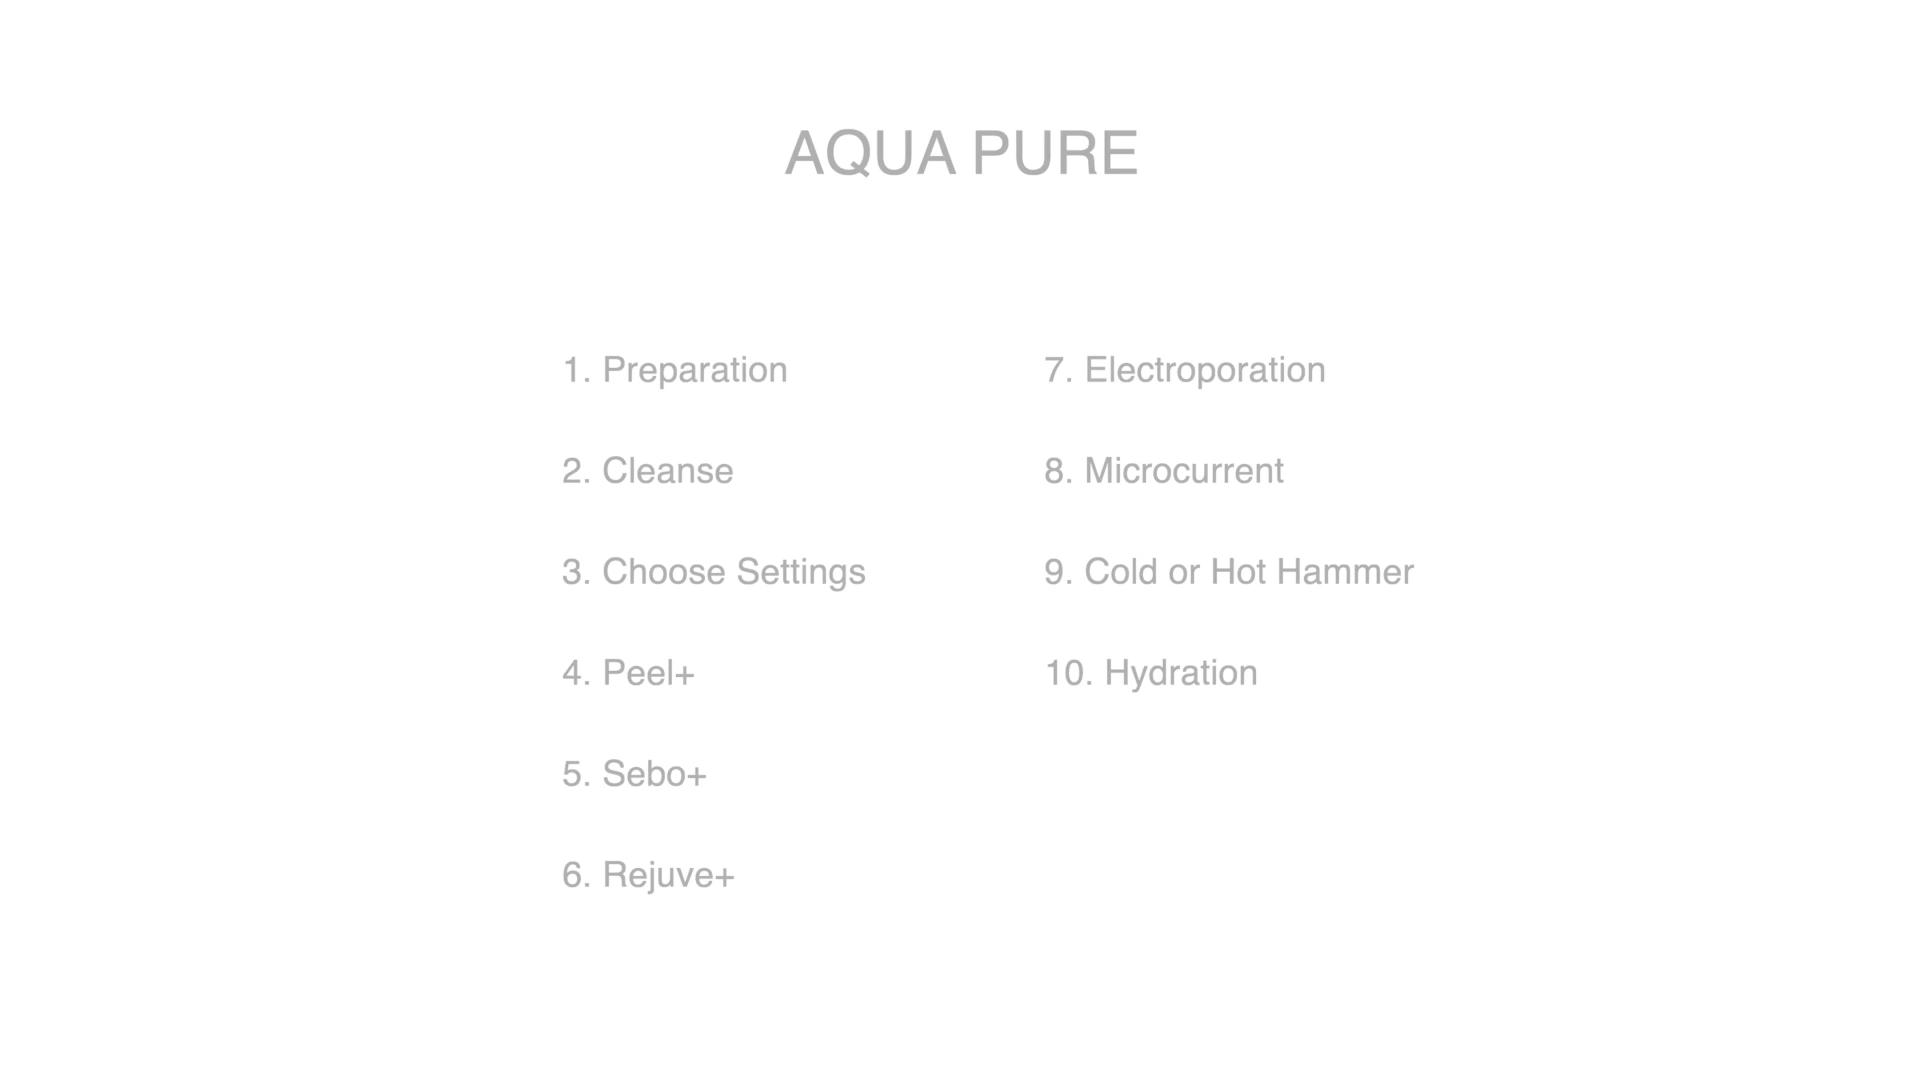 AQUA PURE
1. Preparation
2. Cleanse
3. Choose Settings
4. Peel+
5. Sebo+
6. Rejuve+
7. Electroporation
8. Microcurrent
9. Cold or Hot Hammer
10. Hydration